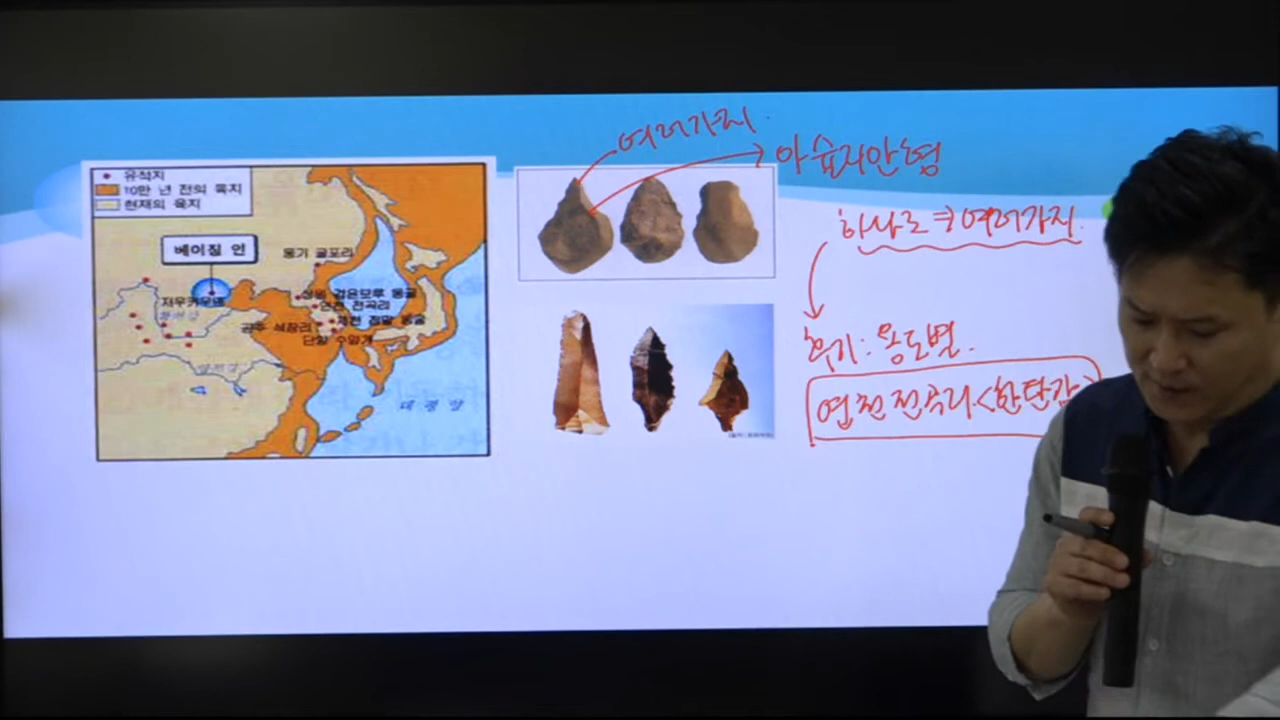 유적지
10만 년 전의 육지
현재의 육지
베이징 인
웅기 굴포리
저우커우뎬
상원 검은모루 동굴
연천 전곡리
공주 석장리
제천 점말 동굴
단양 수양개
태평양
여러가지.
아슐리안형
하나로 ⇒ 여러가지.
후기: 용도별.
연천 전곡리<한탄강